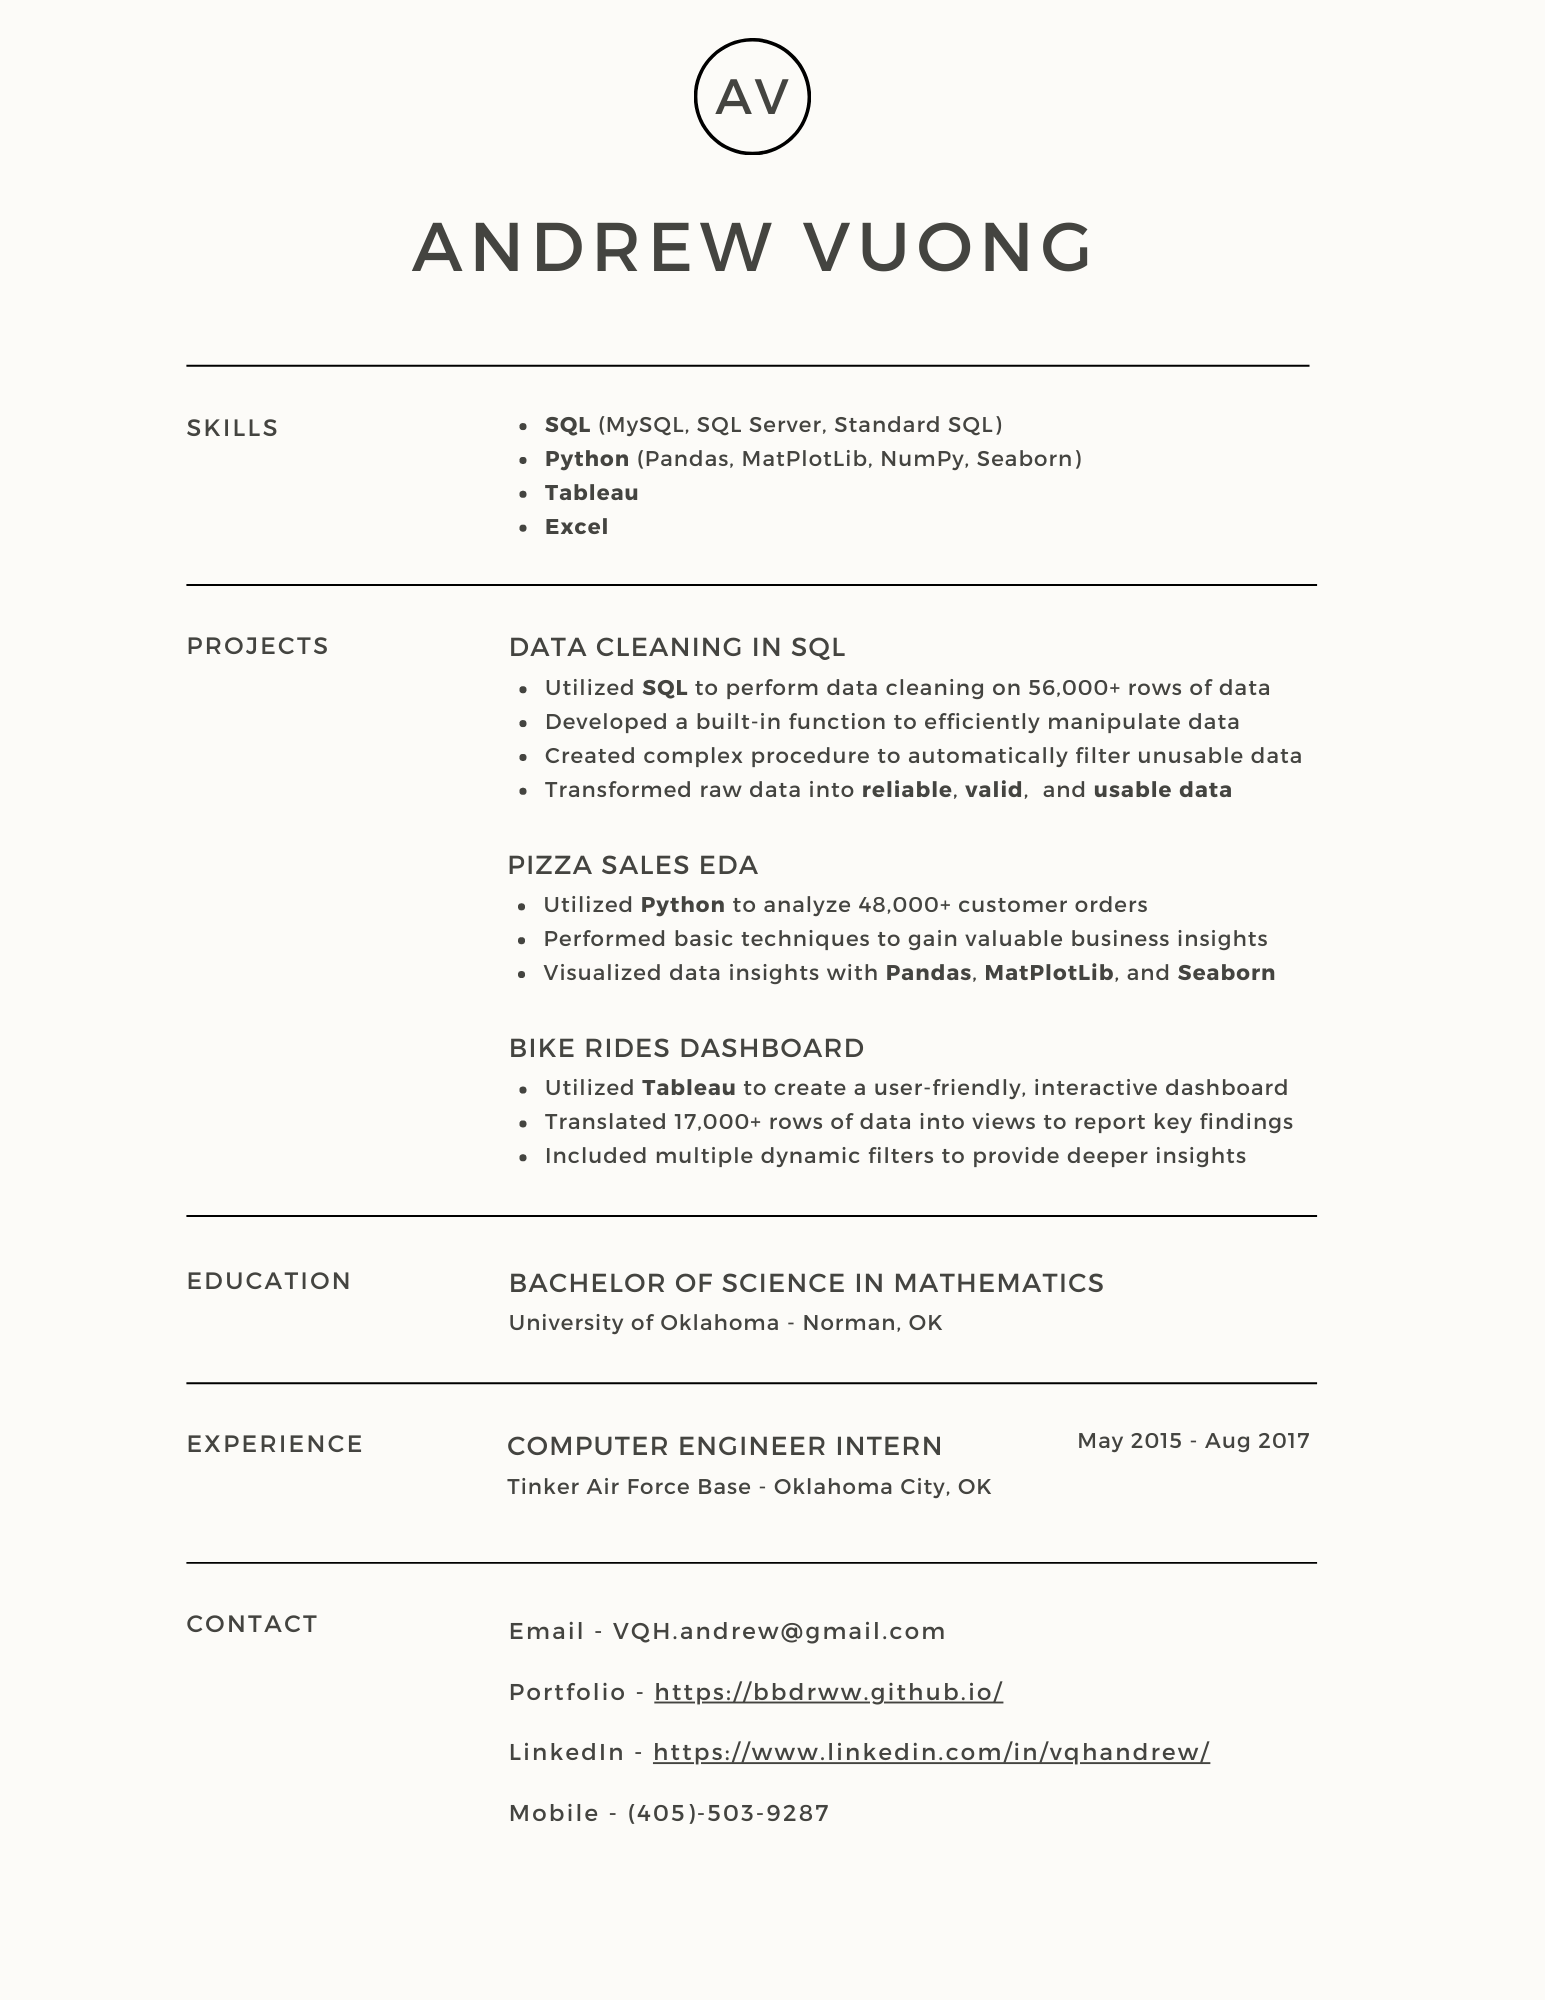 AV
ANDREW VUONG
SKILLS
• SQL (MySQL, SQL Server, Standard SQL)
• Python (Pandas, MatPlotLib, NumPy, Seaborn)
• Tableau
• Excel
PROJECTS
DATA CLEANING IN SQL
• Utilized SQL to perform data cleaning on 56,000+ rows of data
• Developed a built-in function to efficiently manipulate data
• Created complex procedure to automatically filter unusable data
• Transformed raw data into reliable, valid,  and usable data
PIZZA SALES EDA
• Utilized Python to analyze 48,000+ customer orders
• Performed basic techniques to gain valuable business insights
• Visualized data insights with Pandas, MatPlotLib, and Seaborn
BIKE RIDES DASHBOARD
• Utilized Tableau to create a user-friendly, interactive dashboard
• Translated 17,000+ rows of data into views to report key findings
• Included multiple dynamic filters to provide deeper insights
EDUCATION
BACHELOR OF SCIENCE IN MATHEMATICS
University of Oklahoma - Norman, OK
EXPERIENCE
COMPUTER ENGINEER INTERN May 2015 - Aug 2017
Tinker Air Force Base - Oklahoma City, OK
CONTACT
Email - VQH.andrew@gmail.com
Portfolio - https://bbdrww.github.io/
LinkedIn - https://www.linkedin.com/in/vqhandrew/
Mobile - (405)-503-9287